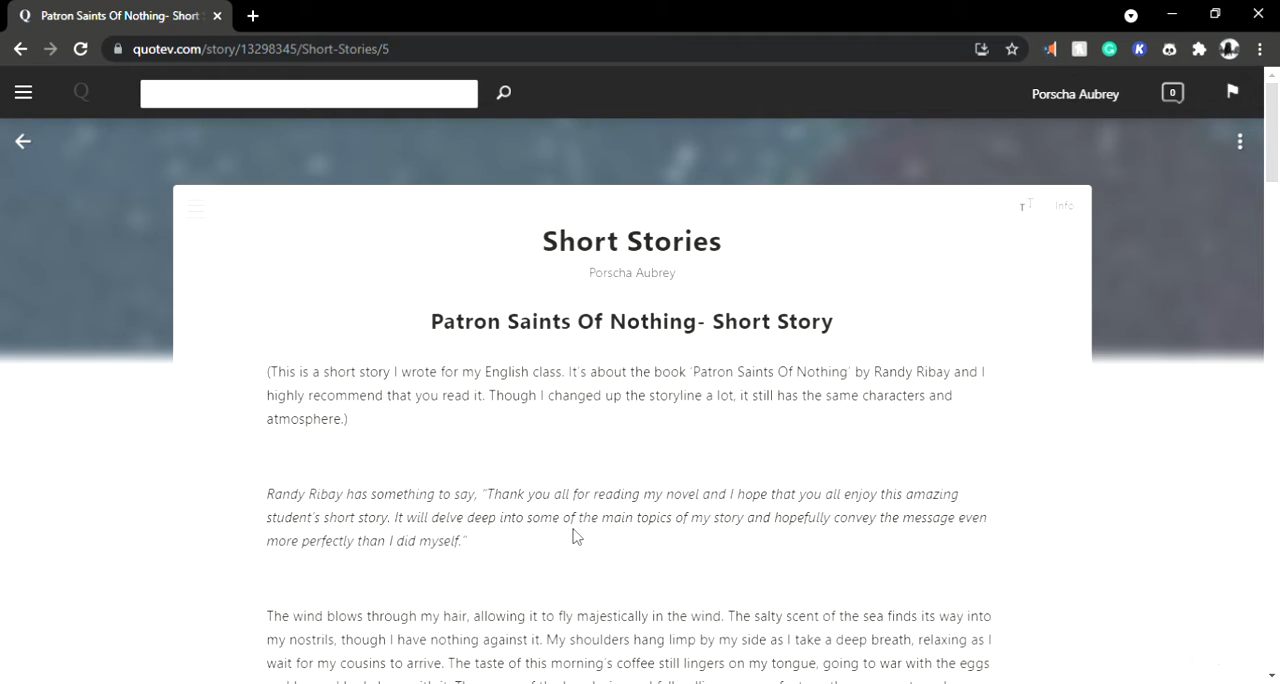 Q Patron Saints Of Nothing- Short
quotev.com/story/13298345/Short-Stories/5
Q
Porscha Aubrey
0
TT Info
Short Stories
Porscha Aubrey
Patron Saints Of Nothing- Short Story
(This is a short story I wrote for my English class. It's about the book 'Patron Saints Of Nothing' by Randy Ribay and I
highly recommend that you read it. Though I changed up the storyline a lot, it still has the same characters and
atmosphere.)
Randy Ribay has something to say, "Thank you all for reading my novel and I hope that you all enjoy this amazing
student's short story. It will delve deep into some of the main topics of my story and hopefully convey the message even
more perfectly than I did myself."
The wind blows through my hair, allowing it to fly majestically in the wind. The salty scent of the sea finds its way into
my nostrils, though I have nothing against it. My shoulders hang limp by my side as I take a deep breath, relaxing as I
wait for my cousins to arrive. The taste of this morning's coffee still lingers on my tongue, going to war with the eggs